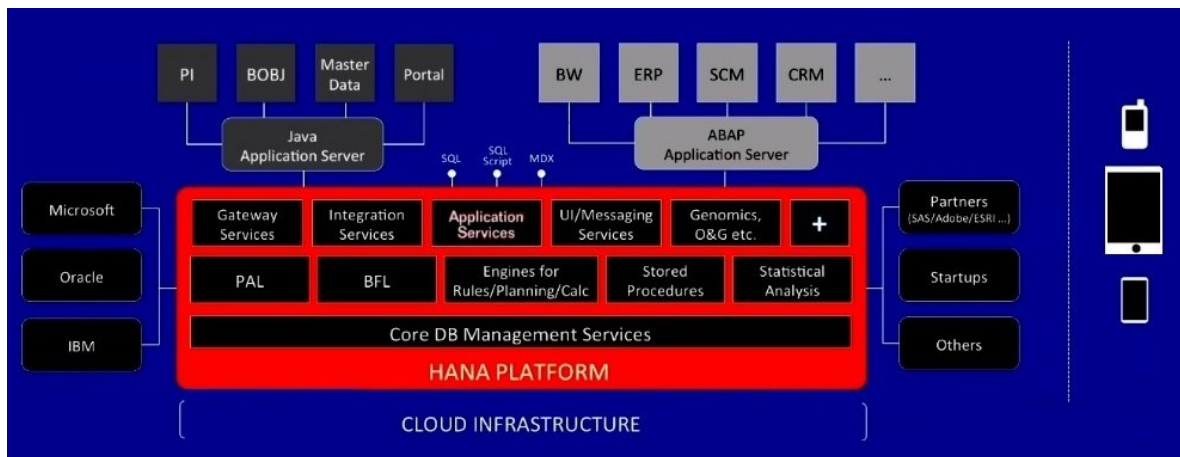 PI
BOBJ
Master
Data
Portal
BW
ERP
SCM
CRM
...
Java
Application Server
ABAP
Application Server
SQL
SQL
Script
MDX
Microsoft
Oracle
IBM
Gateway
Services
Integration
Services
Application
Services
UI/Messaging
Services
Genomics,
O&G etc.
+
PAL
BFL
Engines for
Rules/Planning/Calc
Stored
Procedures
Statistical
Analysis
Core DB Management Services
HANA PLATFORM
Partners
(SAS/Adobe/ESRI ...)
Startups
Others
CLOUD INFRASTRUCTURE